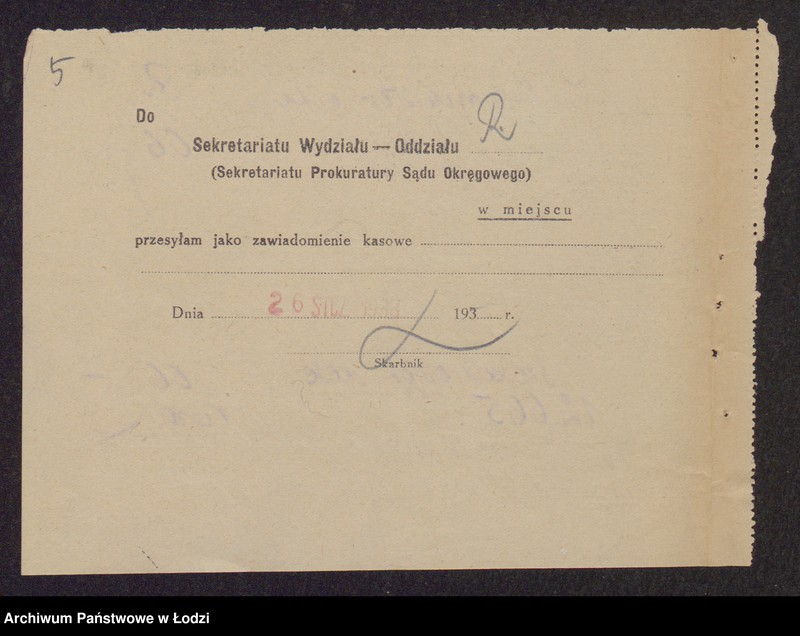 5
Do
Sekretariatu Wydziału — Oddziału R
(Sekretariatu Prokuratury Sądu Okręgowego)
w miejscu
przesyłam jako zawiadomienie kasowe
Dnia 26 STYCZ. 193 r.
Skarbnik
Archiwum Państwowe w Łodzi